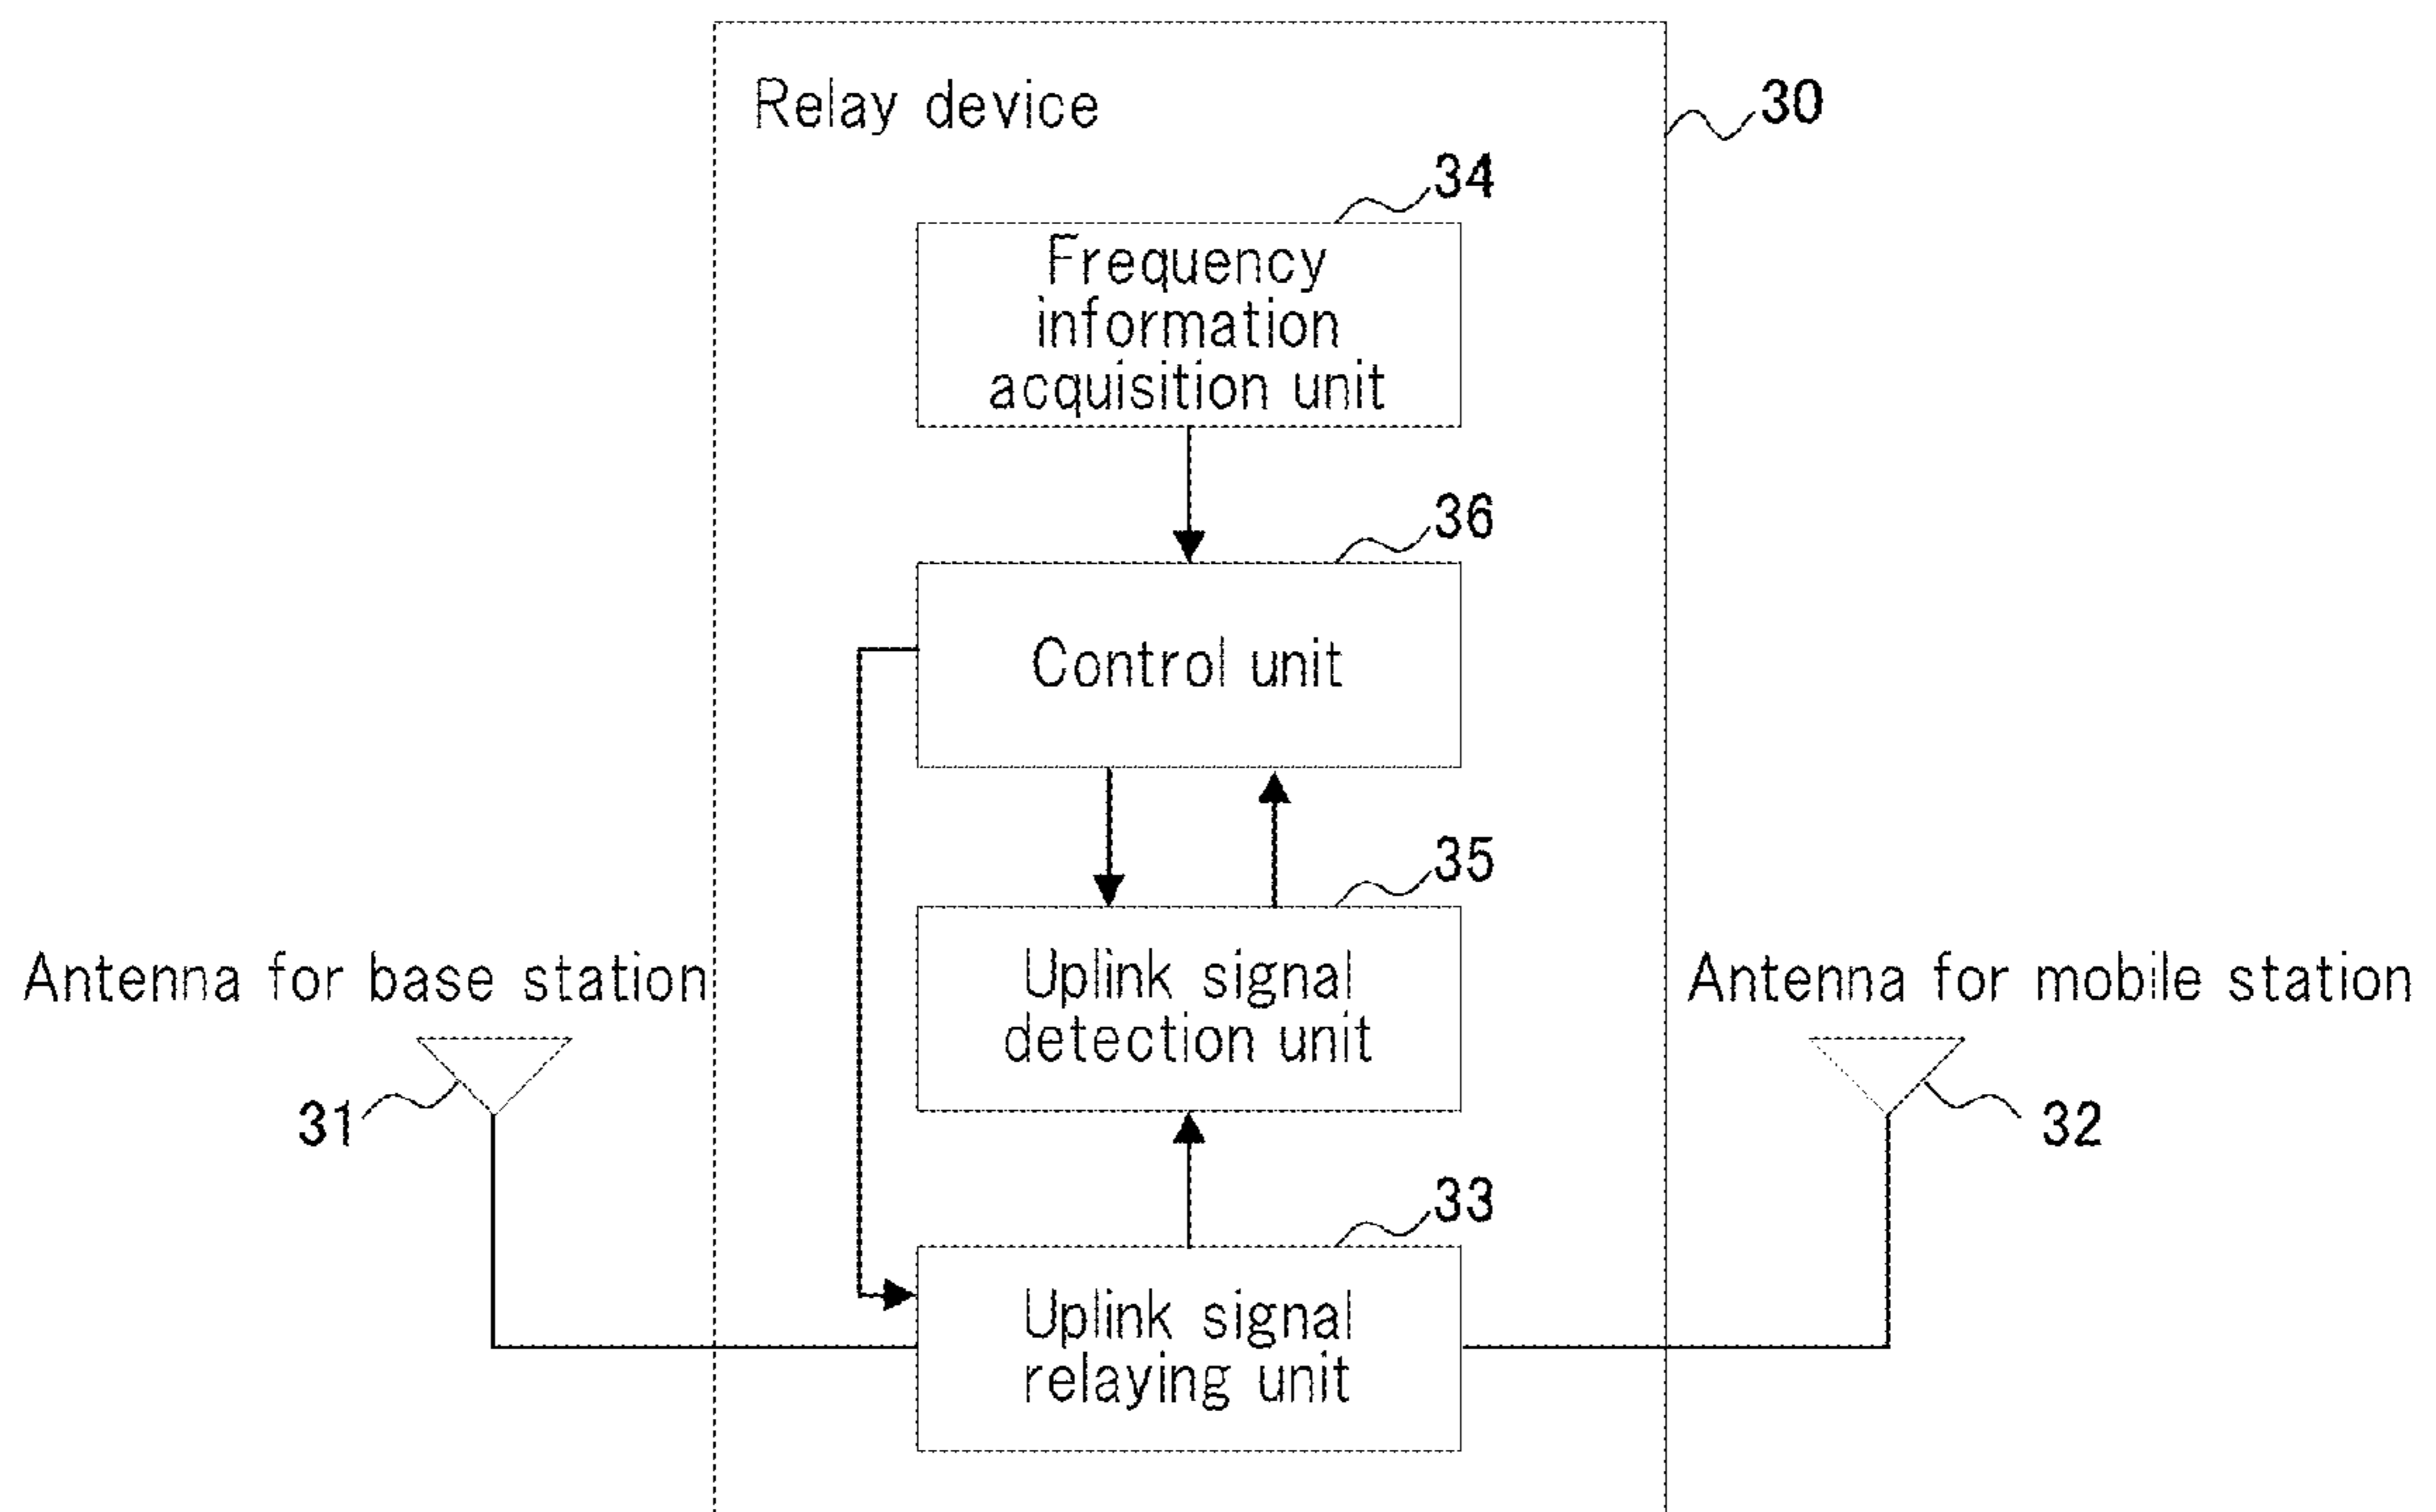 Relay device
30
34
Frequency
information
acquisition unit
36
Control unit
35
Uplink signal
detection unit
Antenna for base station
31
Antenna for mobile station
32
33
Uplink signal
relaying unit